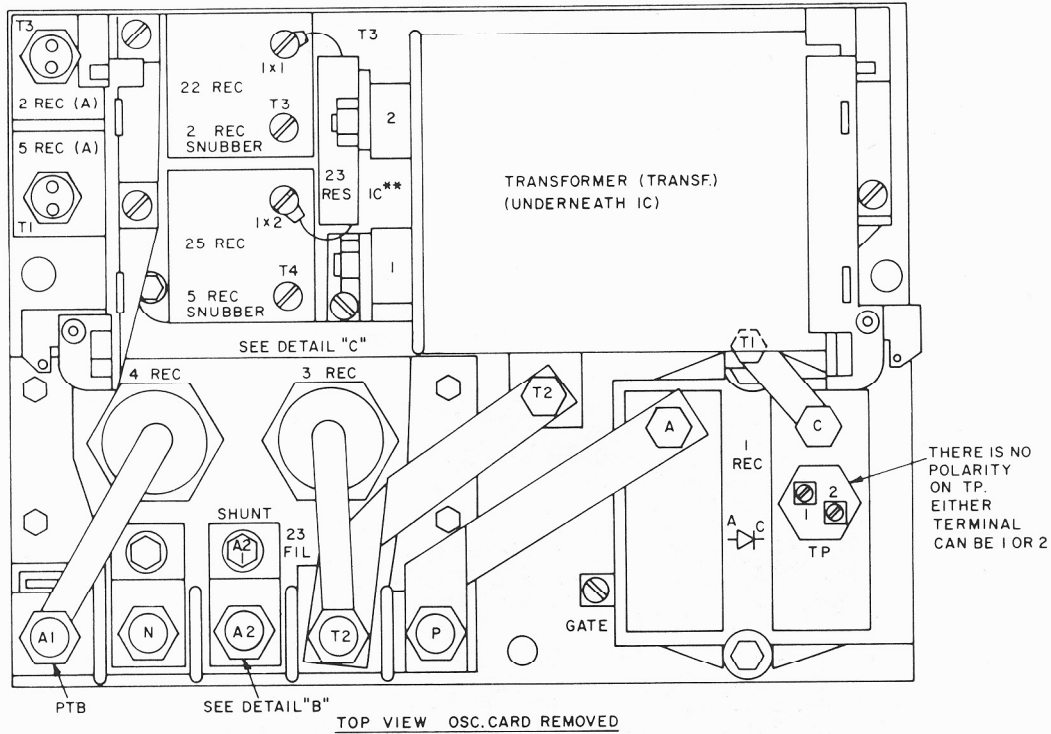 T3
2 REC (A)
5 REC (A)
T1
22 REC
1X1
T3
2 REC
SNUBBER
T3
2
23
RES
IC**
1X2
25 REC
T4
5 REC
SNUBBER
1
TRANSFORMER (TRANSF.)
(UNDERNEATH IC)
SEE DETAIL "C"
4 REC
3 REC
T1
T2
A
C
1
REC
A
C
1
2
TP
THERE IS NO
POLARITY
ON TP.
EITHER
TERMINAL
CAN BE 1 OR 2
SHUNT
A2
1
23
FIL
GATE
A1
N
A2
T2
P
PTB
SEE DETAIL "B"
TOP VIEW OSC. CARD REMOVED